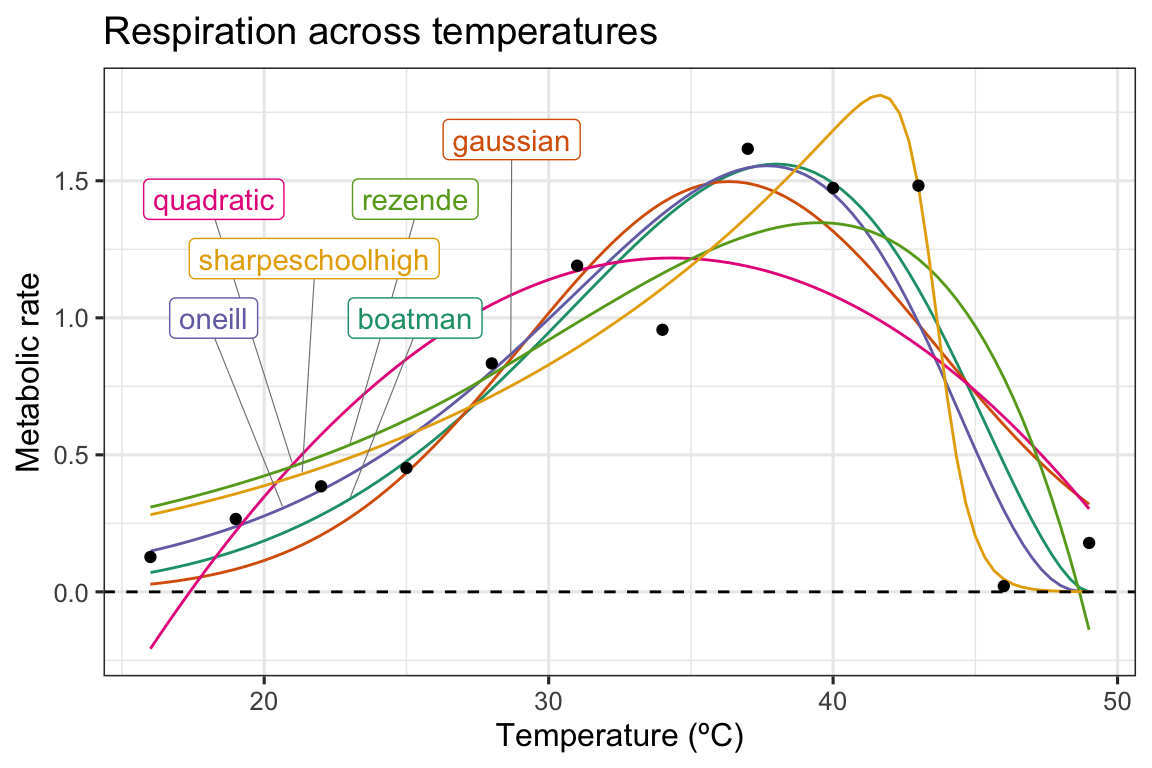 Respiration across temperatures
gaussian
quadratic
rezende
sharpeschoolhigh
oneill
boatman
Metabolic rate
1.5
1.0
0.5
0.0
20
30
40
50
Temperature (ºC)